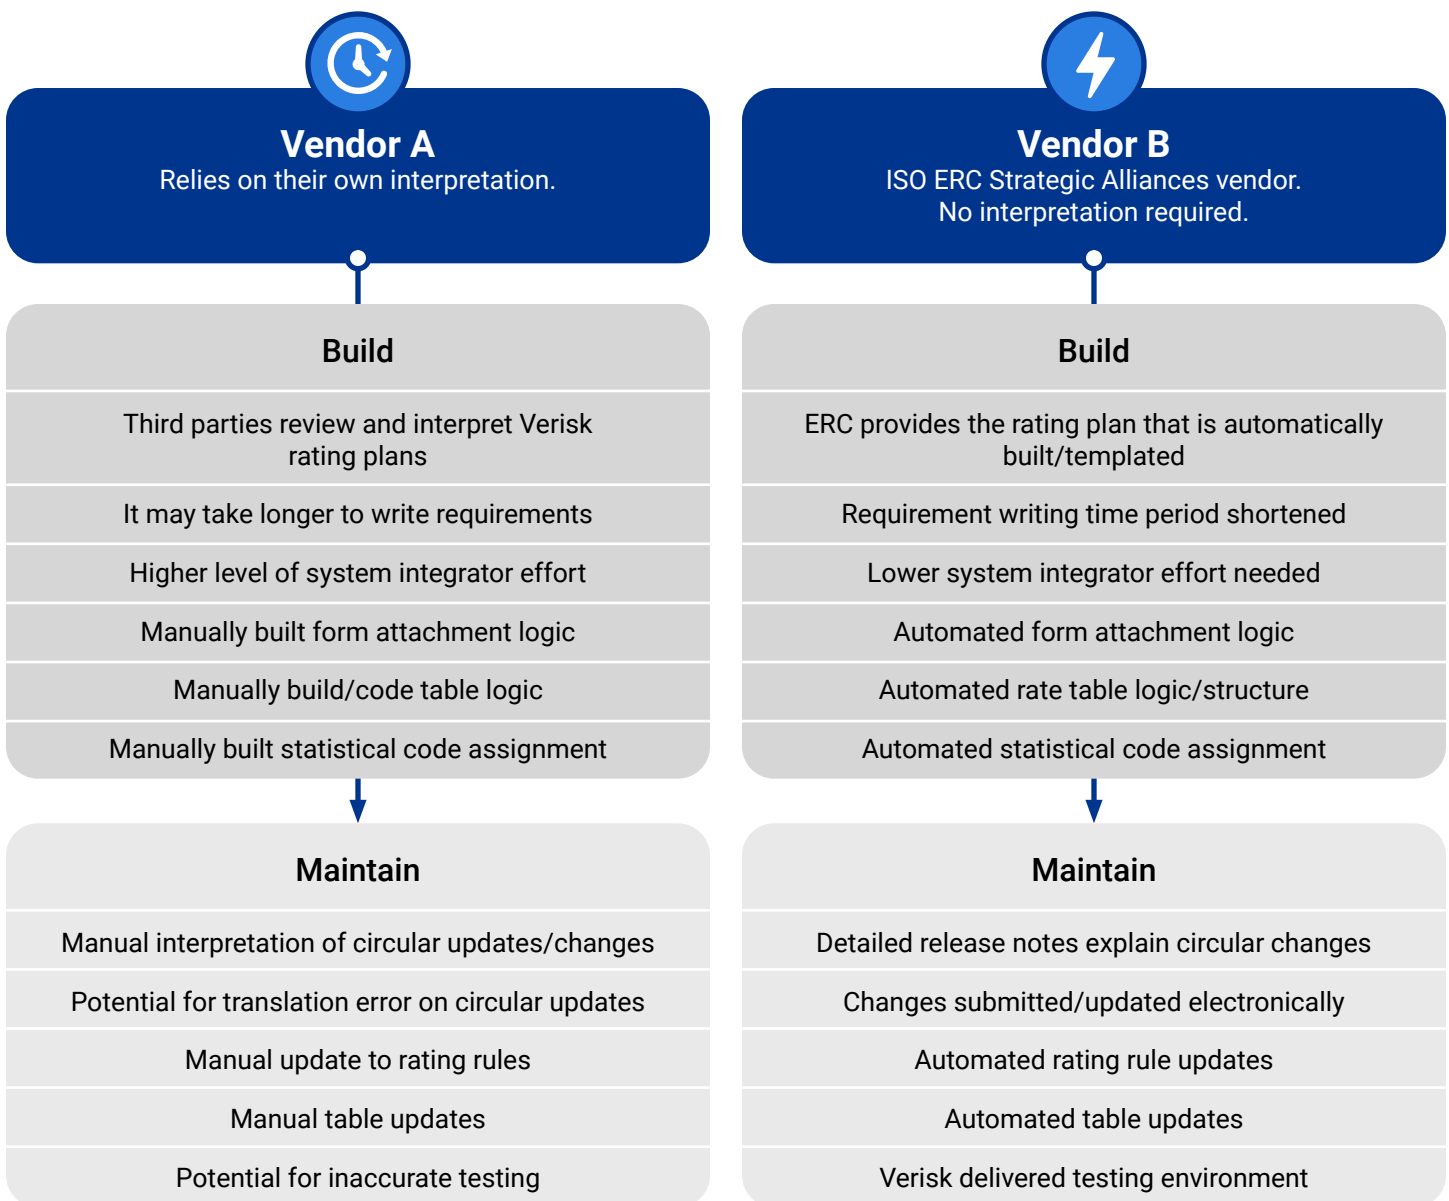 Vendor A
Relies on their own interpretation.
Build
Third parties review and interpret Verisk
rating plans
It may take longer to write requirements
Higher level of system integrator effort
Manually built form attachment logic
Manually build/code table logic
Manually built statistical code assignment
Maintain
Manual interpretation of circular updates/changes
Potential for translation error on circular updates
Manual update to rating rules
Manual table updates
Potential for inaccurate testing
Vendor B
ISO ERC Strategic Alliances vendor.
No interpretation required.
Build
ERC provides the rating plan that is automatically
built/templated
Requirement writing time period shortened
Lower system integrator effort needed
Automated form attachment logic
Automated rate table logic/structure
Automated statistical code assignment
Maintain
Detailed release notes explain circular changes
Changes submitted/updated electronically
Automated rating rule updates
Automated table updates
Verisk delivered testing environment